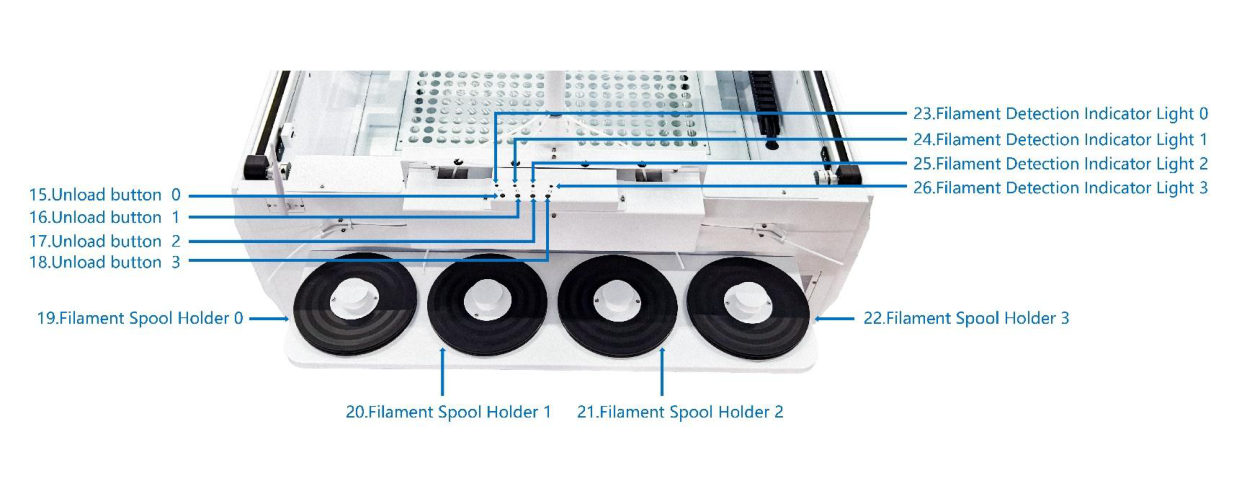 23.Filament Detection Indicator Light 0
24.Filament Detection Indicator Light 1
25.Filament Detection Indicator Light 2
26.Filament Detection Indicator Light 3
15.Unload button 0
16.Unload button 1
17.Unload button 2
18.Unload button 3
19.Filament Spool Holder 0
22.Filament Spool Holder 3
20.Filament Spool Holder 1
21.Filament Spool Holder 2